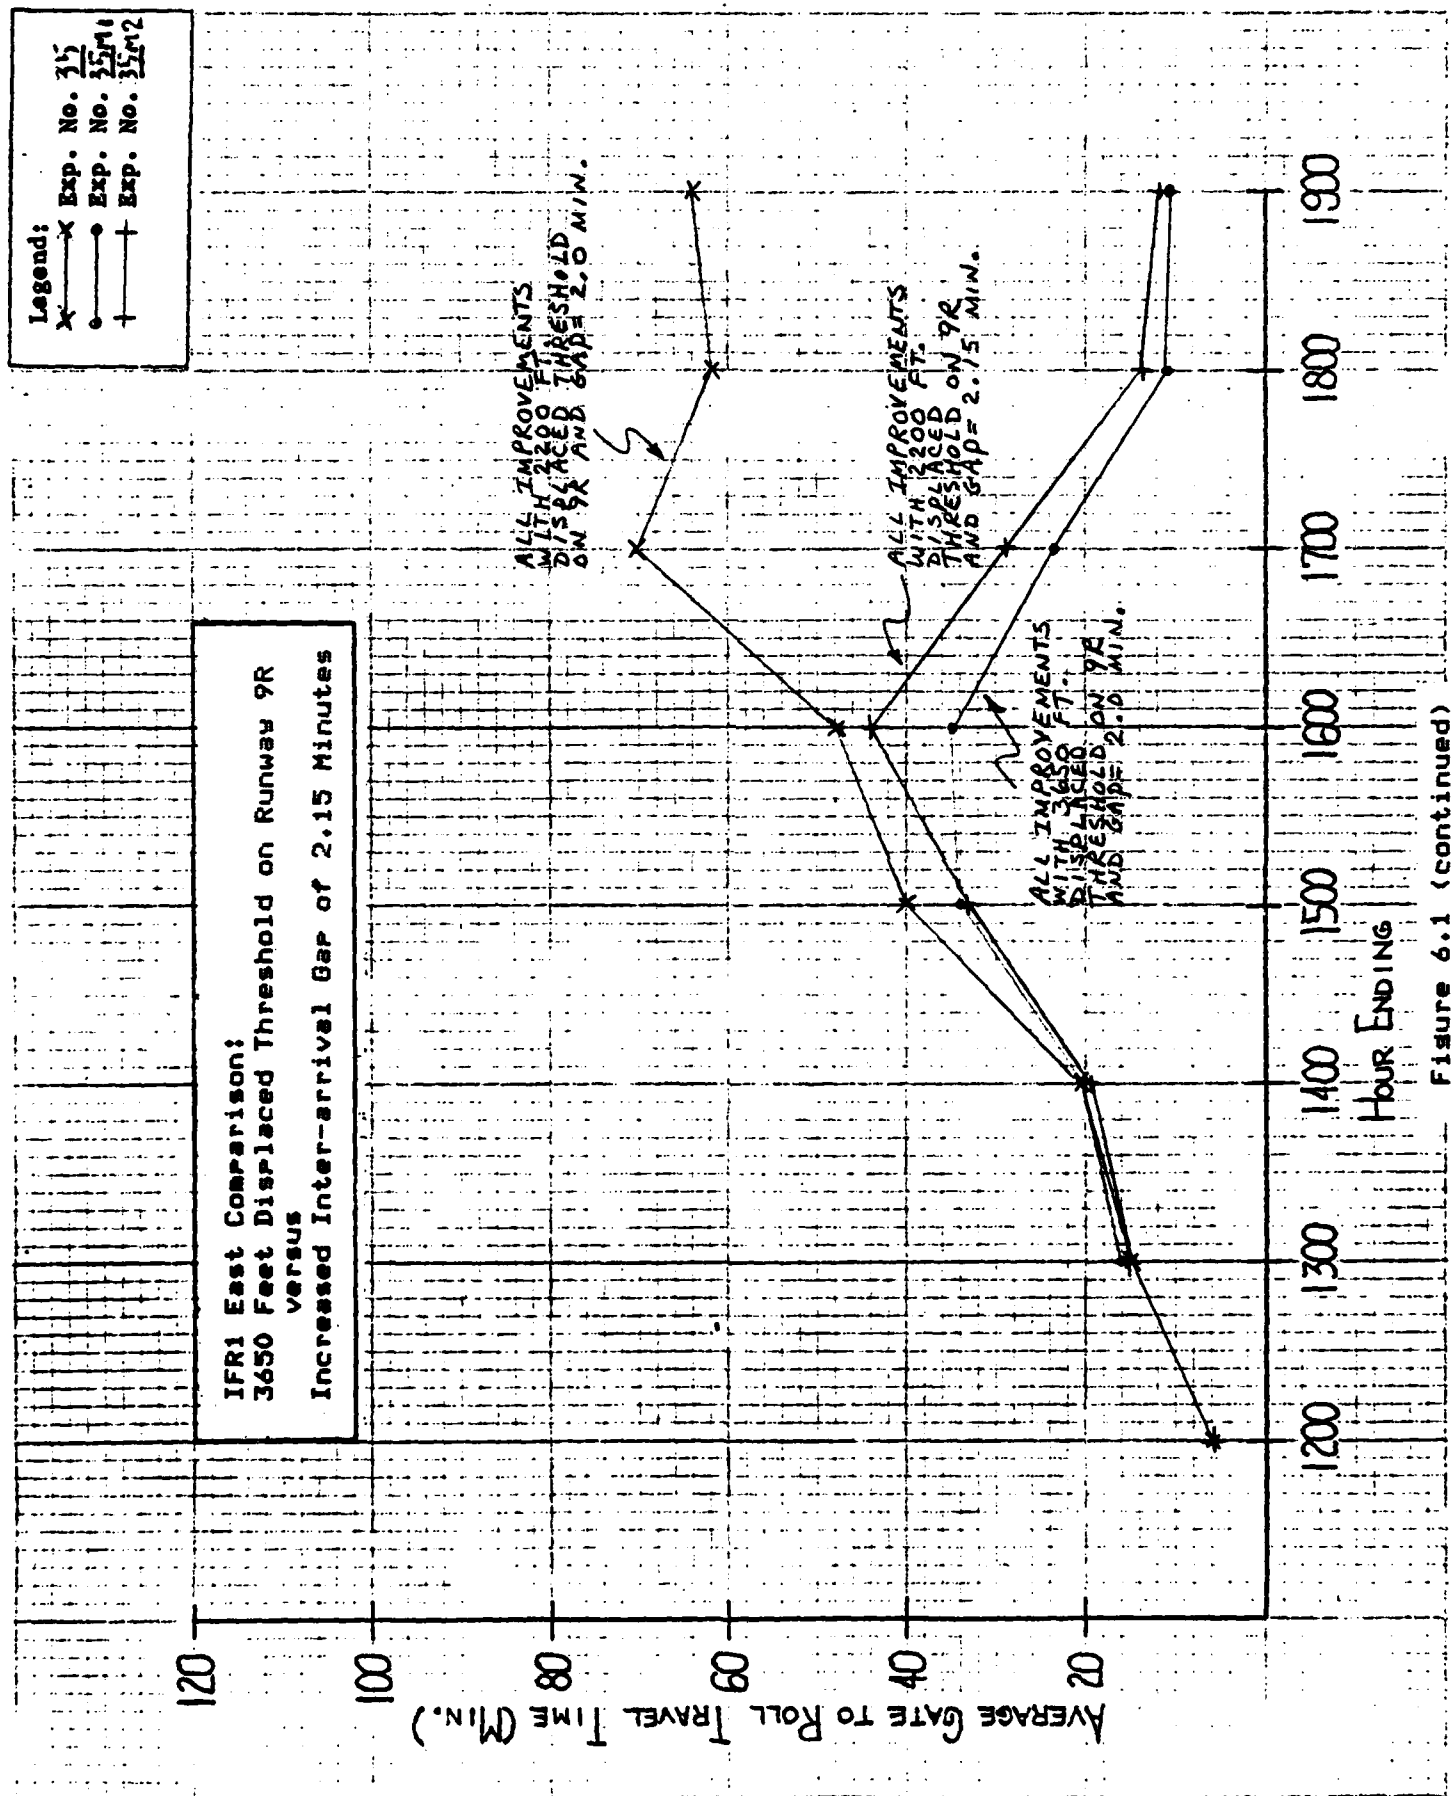 Legend:
Exp. No. 35
Exp. No. 35M1
Exp. No. 35M2
IFR1 East Comparison:
3650 Feet Displaced Threshold on Runway 9R
versus
Increased Inter-arrival Gap of 2.15 Minutes
ALL IMPROVEMENTS
WITH 2200 FT.
DISPLACED THRESHOLD
ON 9R AND GAP= 2.0 MIN.
ALL IMPROVEMENTS
WITH 2200 FT.
DISPLACED
THRESHOLD ON 9R
AND GAP= 2.15 MIN.
ALL IMPROVEMENTS
WITH 3650 FT.
DISPLACED
THRESHOLD ON 9R
AND GAP= 2.0 MIN.
AVERAGE GATE TO ROLL TRAVEL TIME (MIN.)
120
100
80
60
40
20
1200
1300
1400
1500
1600
1700
1800
1900
HOUR ENDING
Figure 6.1 (continued)